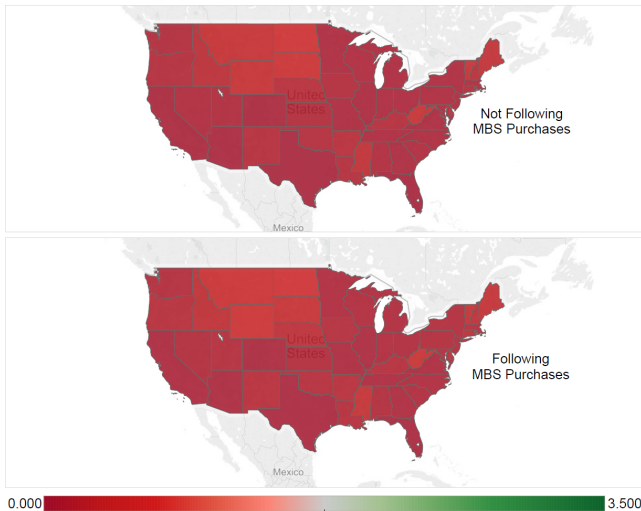 United
States
Not Following
MBS Purchases
Mexico
United
States
Following
MBS Purchases
Mexico
0.000
3.500